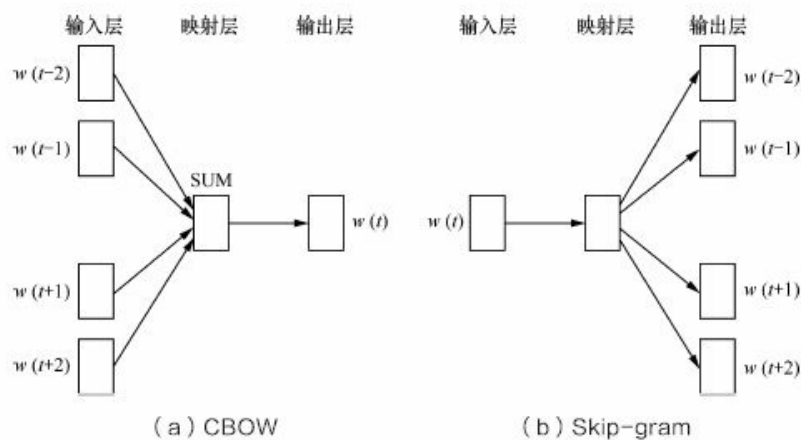 输入层 映射层 输出层 输入层 映射层 输出层
w (t−2) w (t−2)
w (t−1) w (t−1)
SUM
w (t) w (t)
w (t+1) w (t+1)
w (t+2) w (t+2)
(a) CBOW (b) Skip-gram